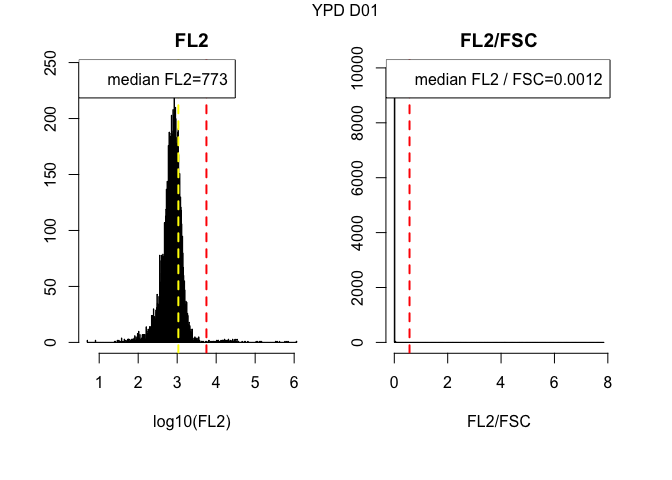 YPD D01
FL2
median FL2=773
0
50
100
150
200
250
1 2 3 4 5 6
log10(FL2)
FL2/FSC
median FL2 / FSC=0.0012
0
2000
4000
6000
8000
10000
0 2 4 6 8
FL2/FSC